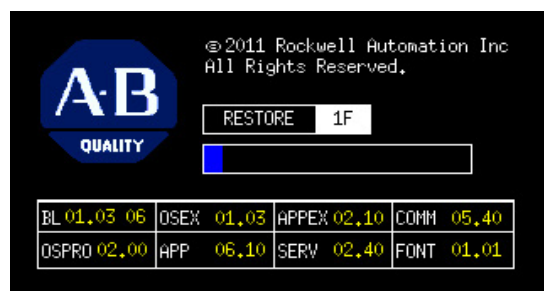 ©2011 Rockwell Automation Inc
All Rights Reserved.
A·B
QUALITY
RESTORE 1F
BL 01.03 06 OSEX 01.03 APPEX 02.10 COMM 05.40
OSPRO 02.00 APP 06.10 SERV 02.40 FONT 01.01